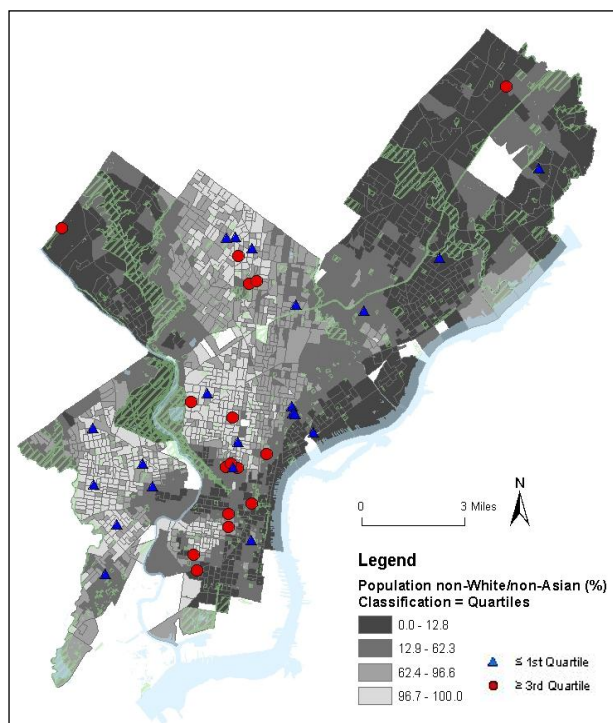 0 3 Miles
N
Legend
Population non-White/non-Asian (%)
Classification = Quartiles
0.0 - 12.8
12.9 - 62.3
62.4 - 96.6
96.7 - 100.0
≤ 1st Quartile
≥ 3rd Quartile